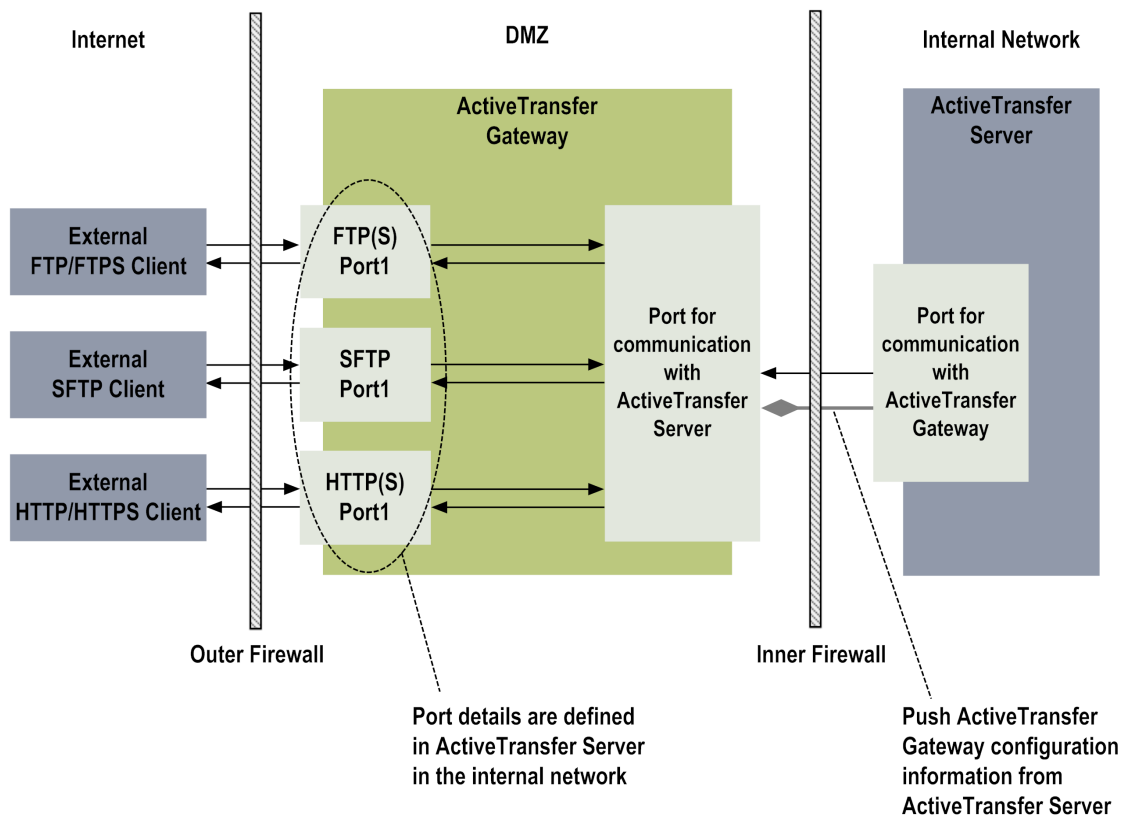 Internet
DMZ
Internal Network
ActiveTransfer
Gateway
ActiveTransfer
Server
External
FTP/FTPS Client
FTP(S)
Port1
External
SFTP Client
SFTP
Port1
External
HTTP/HTTPS Client
HTTP(S)
Port1
Port for
communication
with
ActiveTransfer
Server
Port for
communication
with
ActiveTransfer
Gateway
Outer Firewall
Inner Firewall
Port details are defined
in ActiveTransfer Server
in the internal network
Push ActiveTransfer
Gateway configuration
information from
ActiveTransfer Server